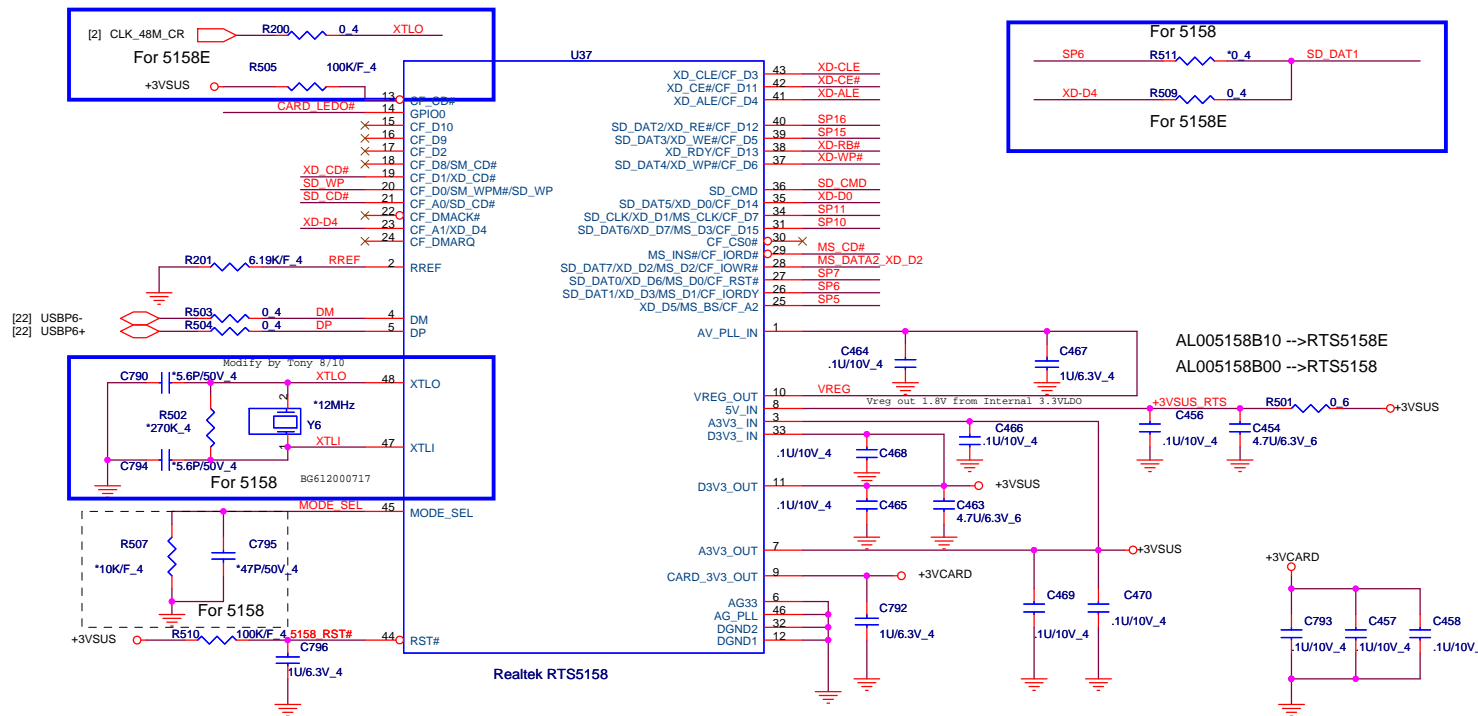 [2] CLK_48M_CR
R200
0_4
XTLO
For 5158E
R505
100K/F_4
+3VSUS
For 5158
SP6
R511
*0_4
SD_DAT1
XD-D4
R509
0_4
For 5158E
U37
13 CF_CD#
CARD_LEDO# 14 GPIO0
15 CF_D10
16 CF_D9
17 CF_D2
18 CF_D8/SM_CD#
XD_CD# 19 CF_D1/XD_CD#
SD_WP 20 CF_D0/SM_WPM#/SD_WP
SD_CD# 21 CF_A0/SD_CD#
22 CF_DMACK#
XD-D4 23 CF_A1/XD_D4
24 CF_DMARQ
R201 6.19K/F_4 RREF 2 RREF
[22] USBP6- R503 0_4 DM 4 DM
[22] USBP6+ R504 0_4 DP 5 DP
XD_CLE/CF_D3 43 XD-CLE
XD_CE#/CF_D11 42 XD-CE#
XD_ALE/CF_D4 41 XD-ALE
SD_DAT2/XD_RE#/CF_D12 40 SP16
SD_DAT3/XD_WE#/CF_D5 39 SP15
XD_RDY/CF_D13 38 XD-RB#
SD_DAT4/XD_WP#/CF_D6 37 XD-WP#
SD_CMD 36 SD_CMD
SD_DAT5/XD_D0/CF_D14 35 XD-D0
SD_CLK/XD_D1/MS_CLK/CF_D7 34 SP11
SD_DAT6/XD_D7/MS_D3/CF_D15 31 SP10
CF_CS0# 30
MS_INS#/CF_IORD# 29 MS_CD#
SD_DAT7/XD_D2/MS_D2/CF_IOWR# 28 MS_DATA2_XD_D2
SD_DAT0/XD_D6/MS_D0/CF_RST# 27 SP7
SD_DAT1/XD_D3/MS_D1/CF_IORDY 26 SP6
XD_D5/MS_BS/CF_A2 25 SP5
AV_PLL_IN 1
C464
.1U/10V_4
C467
1U/6.3V_4
AL005158B10 -->RTS5158E
AL005158B00 -->RTS5158
Modify by Tony 8/10
C790 *5.6P/50V_4 XTLO 48 XTLO
R502
*270K_4
2
*12MHz
Y6
1
XTLI 47 XTLI
C794 *5.6P/50V_4
For 5158
BG612000717
VREG_OUT 10 VREG
Vreg out 1.8V from Internal 3.3VLDO
5V_IN 8 +3VSUS_RTS R501 0_6 +3VSUS
A3V3_IN 3
D3V3_IN 33
C466
.1U/10V_4
C456
.1U/10V_4
C454
4.7U/6.3V_6
.1U/10V_4 C468
D3V3_OUT 11 +3VSUS
.1U/10V_4 C465
C463
4.7U/6.3V_6
MODE_SEL 45 MODE_SEL
R507
*10K/F_4
C795
*47P/50V_4
For 5158
A3V3_OUT 7 +3VSUS
CARD_3V3_OUT 9 +3VCARD
C792
1U/6.3V_4
C469
.1U/10V_4
C470
.1U/10V_4
AG33 6
AG_PLL 46
DGND2 32
DGND1 12
+3VSUS R510 100K/F_4 5158_RST# 44 RST#
C796
1U/6.3V_4
Realtek RTS5158
+3VCARD
C793
.1U/10V_4
C457
.1U/10V_4
C458
.1U/10V_4